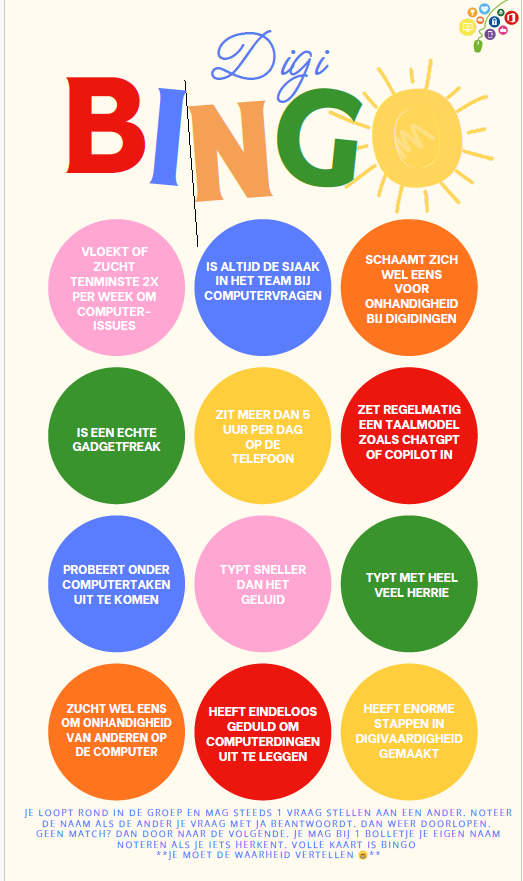 Digi
BINGO
VLOEKT OF
ZUCHT
TENMINSTE 2X
PER WEEK OM
COMPUTER-
ISSUES
IS ALTIJD DE SJAAK
IN HET TEAM BIJ
COMPUTERVRAGEN
SCHAAMT ZICH
WEL EENS
VOOR
ONHANDIGHEID
BIJ DIGIDINGEN
IS EEN ECHTE
GADGETFREAK
ZIT MEER DAN 5
UUR PER DAG
OP DE
TELEFOON
ZET REGELMATIG
EEN TAALMODEL
ZOALS CHATGPT
OF COPILOT IN
PROBEERT ONDER
COMPUTERTAKEN
UIT TE KOMEN
TYPT SNELLER
DAN HET
GELUID
TYPT MET HEEL
VEEL HERRIE
ZUCHT WEL EENS
OM ONHANDIGHEID
VAN ANDEREN OP
DE COMPUTER
HEEFT EINDELOOS
GEDULD OM
COMPUTERDINGEN
UIT TE LEGGEN
HEEFT ENORME
STAPPEN IN
DIGIVAARDIGHEID
GEMAAKT
JE LOOPT ROND IN DE GROEP EN MAG STEEDS 1 VRAAG STELLEN AAN EEN ANDER. NOTEER
DE NAAM ALS DE ANDER JE VRAAG MET JA BEANTWOORDT. DAN WEER DOORLOPEN.
GEEN MATCH? DAN DOOR NAAR DE VOLGENDE. JE MAG BIJ 1 BOLLETJE JE EIGEN NAAM
NOTEREN ALS JE IETS HERKENT. VOLLE KAART IS BINGO
**JE MOET DE WAARHEID VERTELLEN 😄**